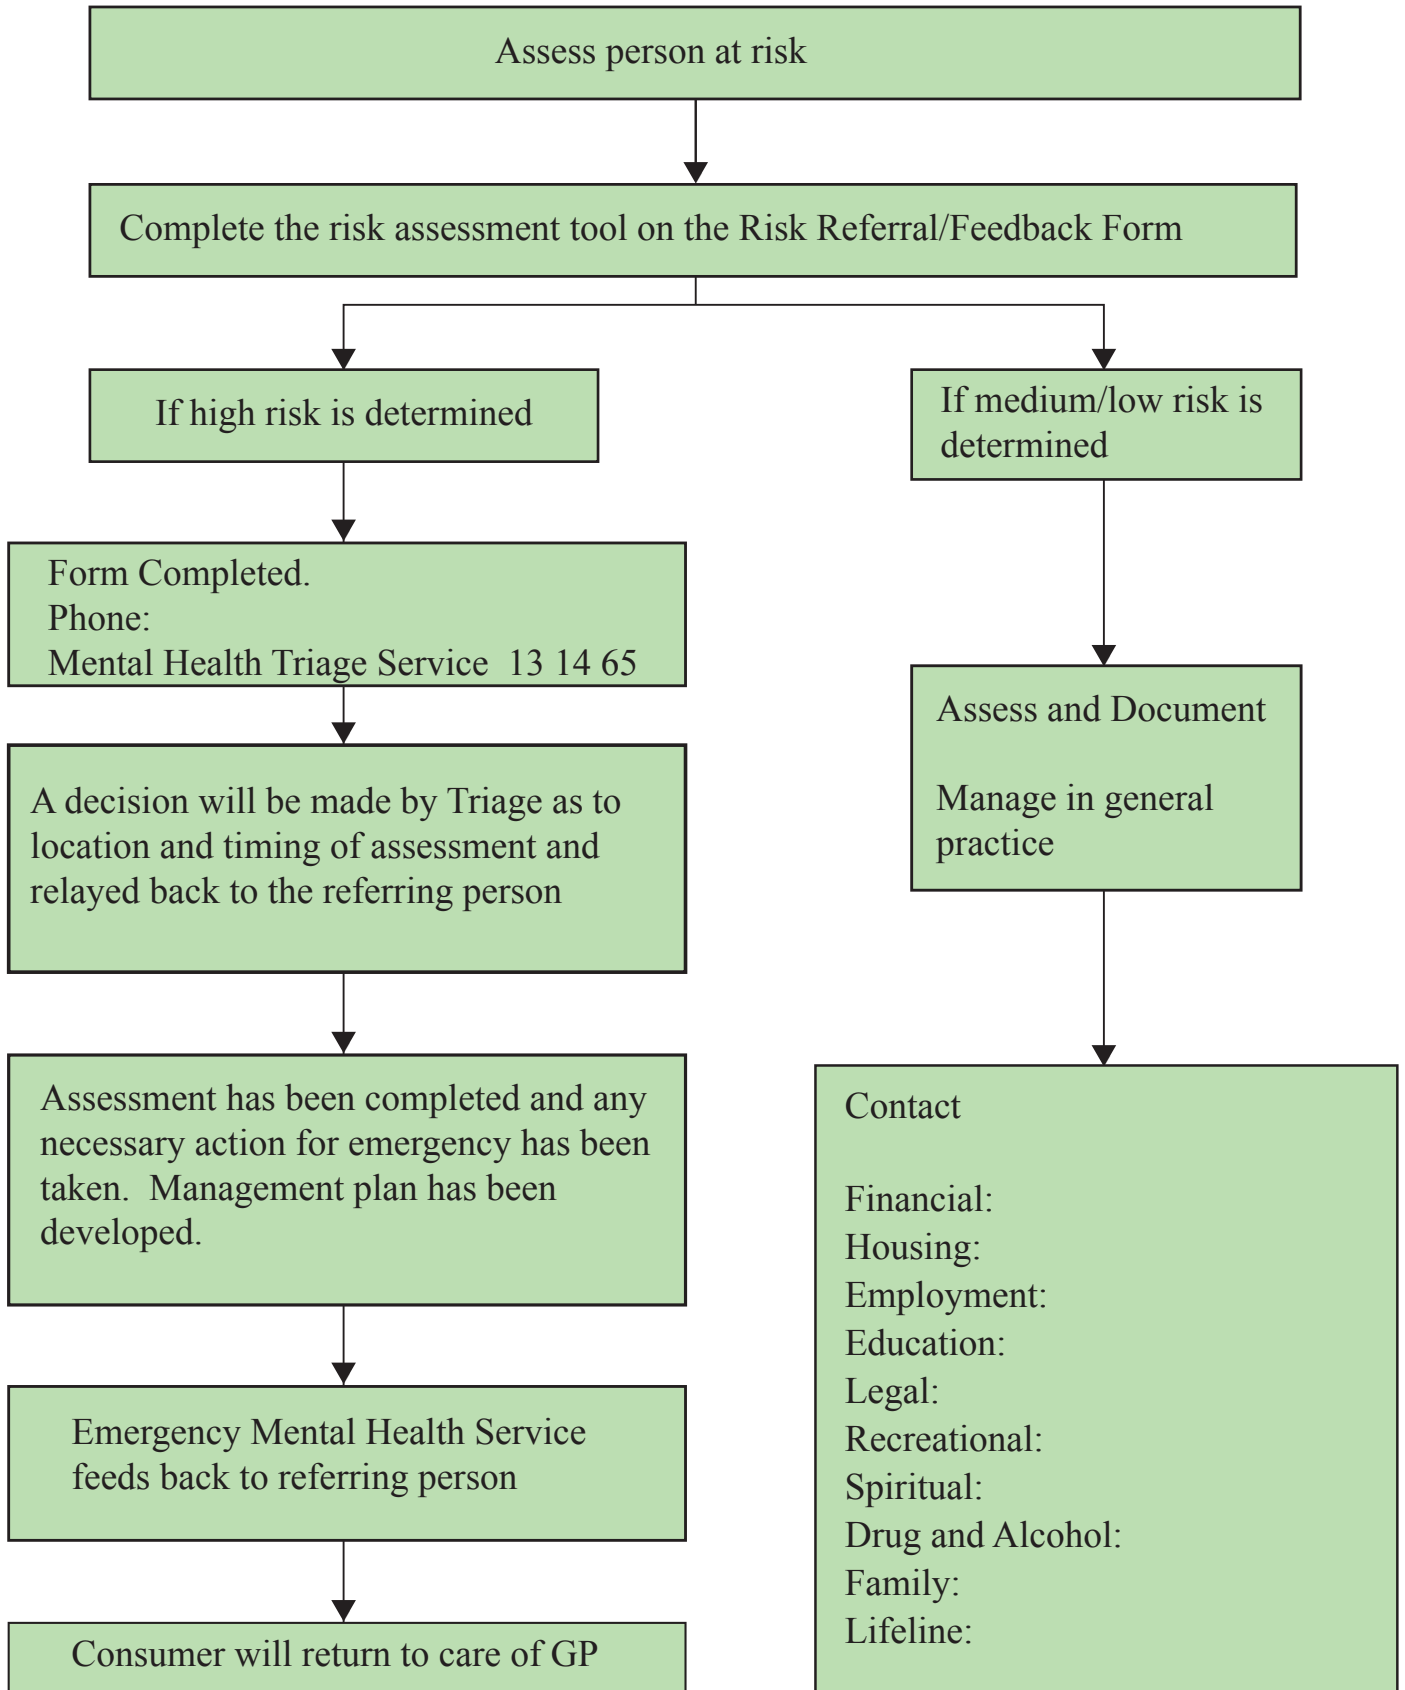 Assess person at risk
Complete the risk assessment tool on the Risk Referral/Feedback Form
If high risk is determined
If medium/low risk is
determined
Form Completed.
Phone:
Mental Health Triage Service  13 14 65
A decision will be made by Triage as to
location and timing of assessment and
relayed back to the referring person
Assessment has been completed and any
necessary action for emergency has been
taken.  Management plan has been
developed.
Emergency Mental Health Service
feeds back to referring person
Consumer will return to care of GP
Assess and Document
Manage in general
practice
Contact
Financial:
Housing:
Employment:
Education:
Legal:
Recreational:
Spiritual:
Drug and Alcohol:
Family:
Lifeline: